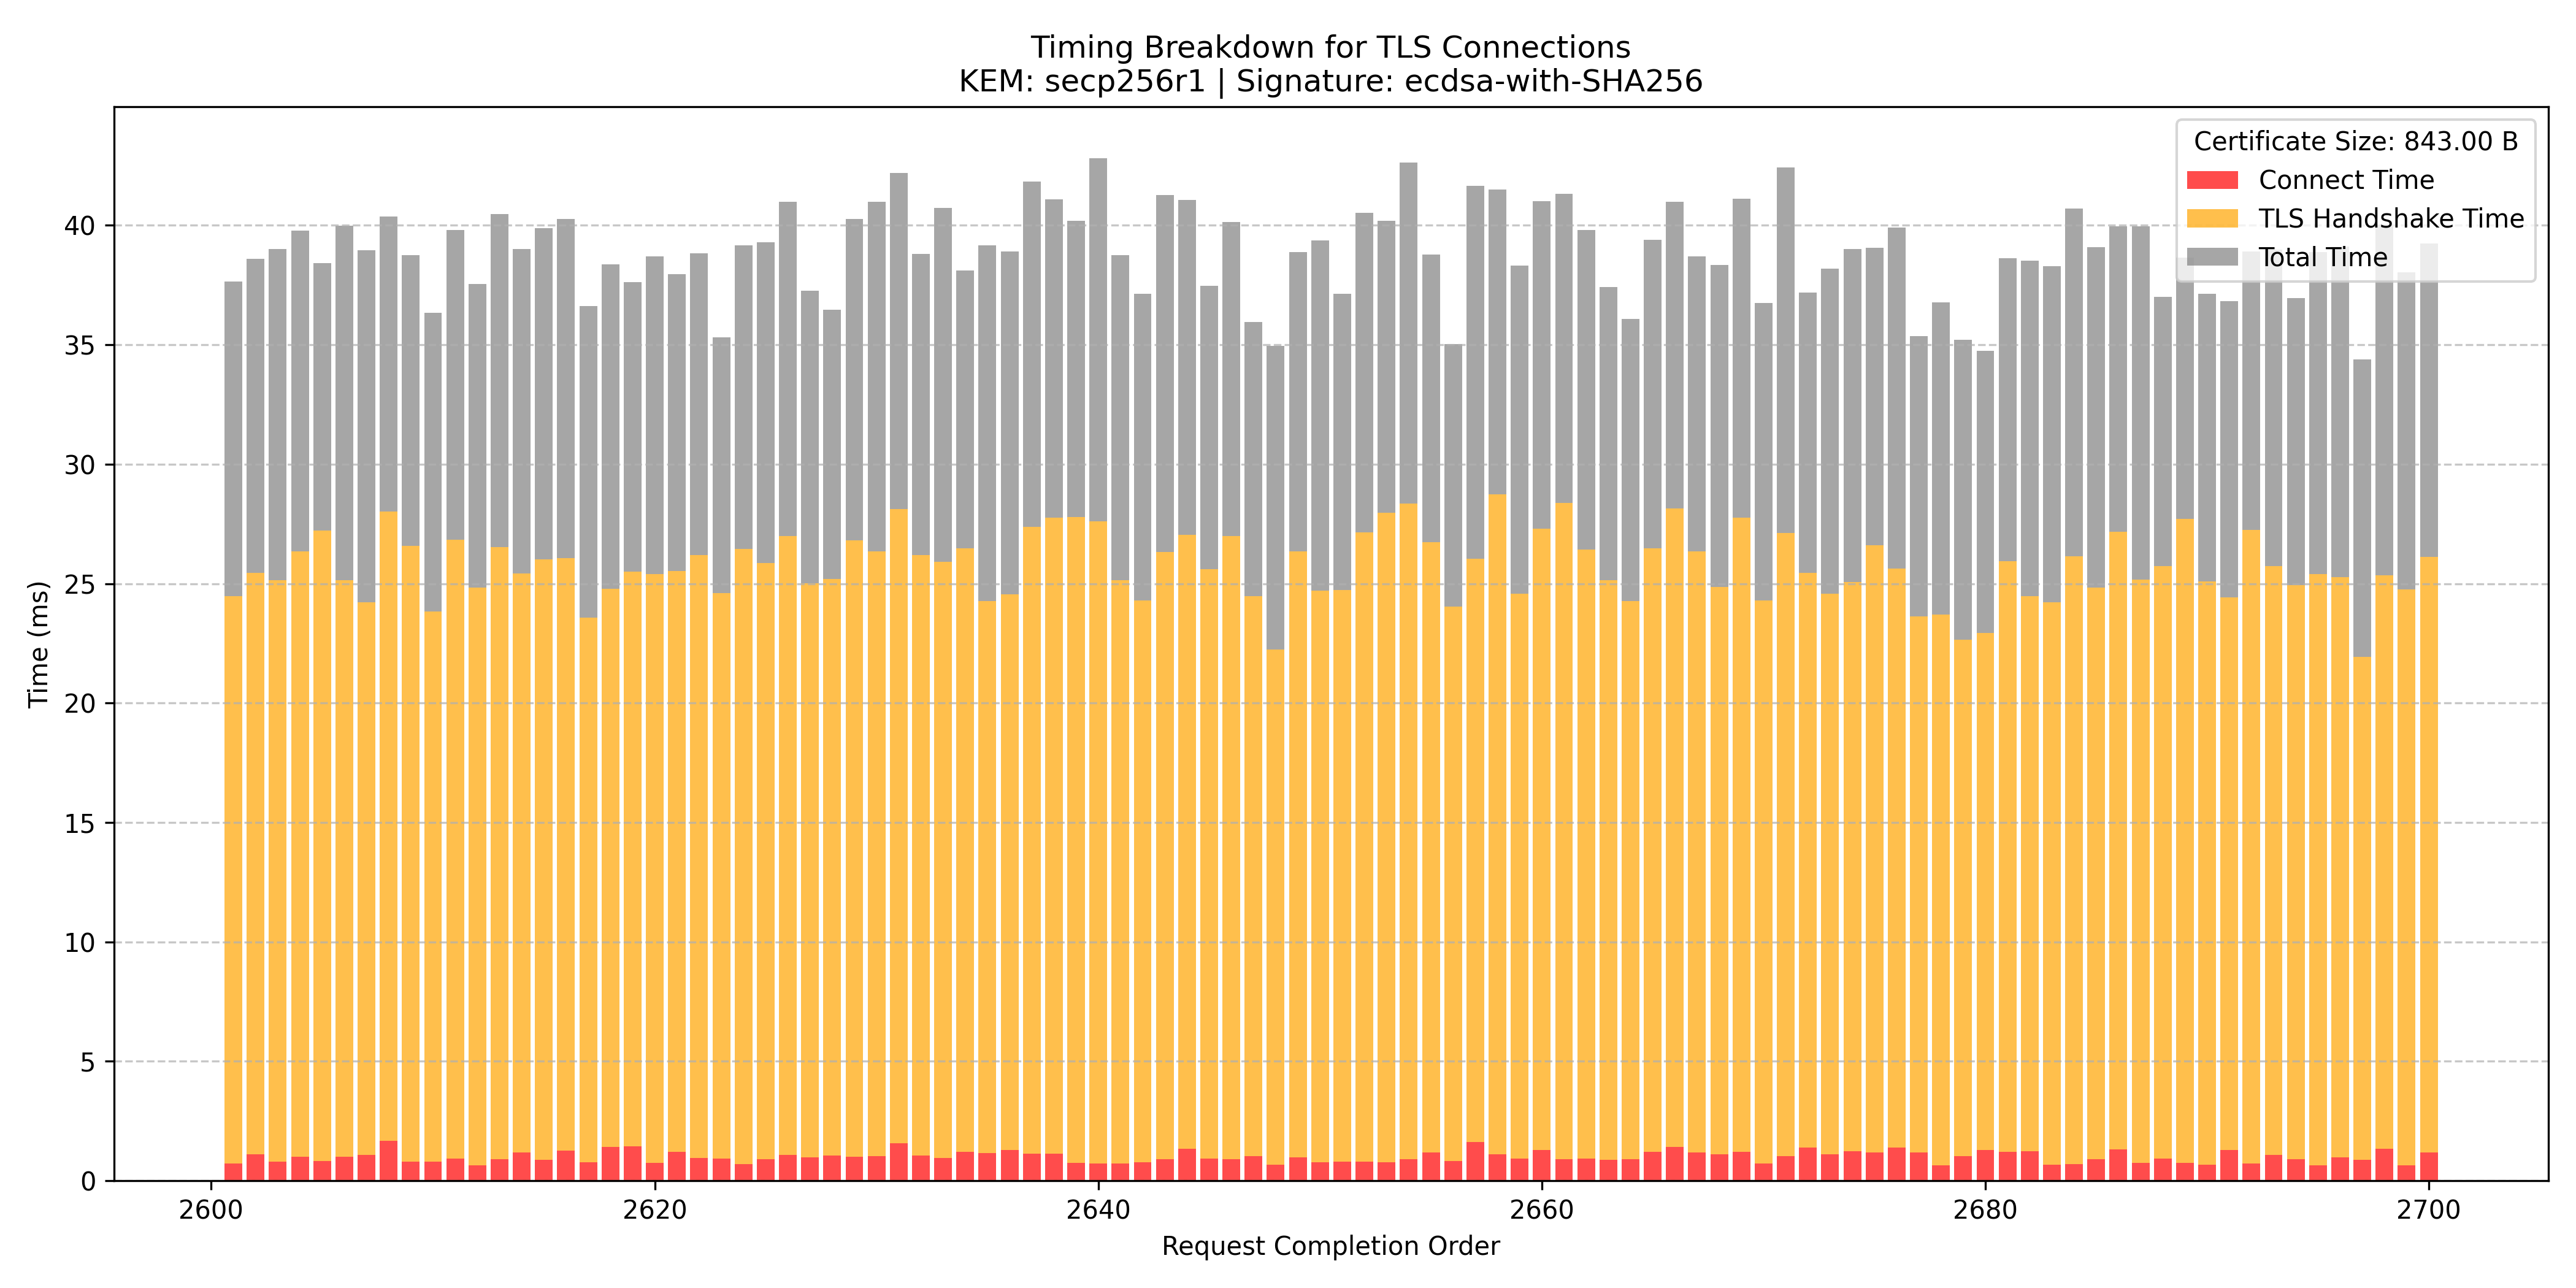 Timing Breakdown for TLS Connections
KEM: secp256r1 | Signature: ecdsa-with-SHA256
Certificate Size: 843.00 B
Connect Time
TLS Handshake Time
Total Time
Time (ms)
40
35
30
25
20
15
10
5
0
2600 2620 2640 2660 2680 2700
Request Completion Order